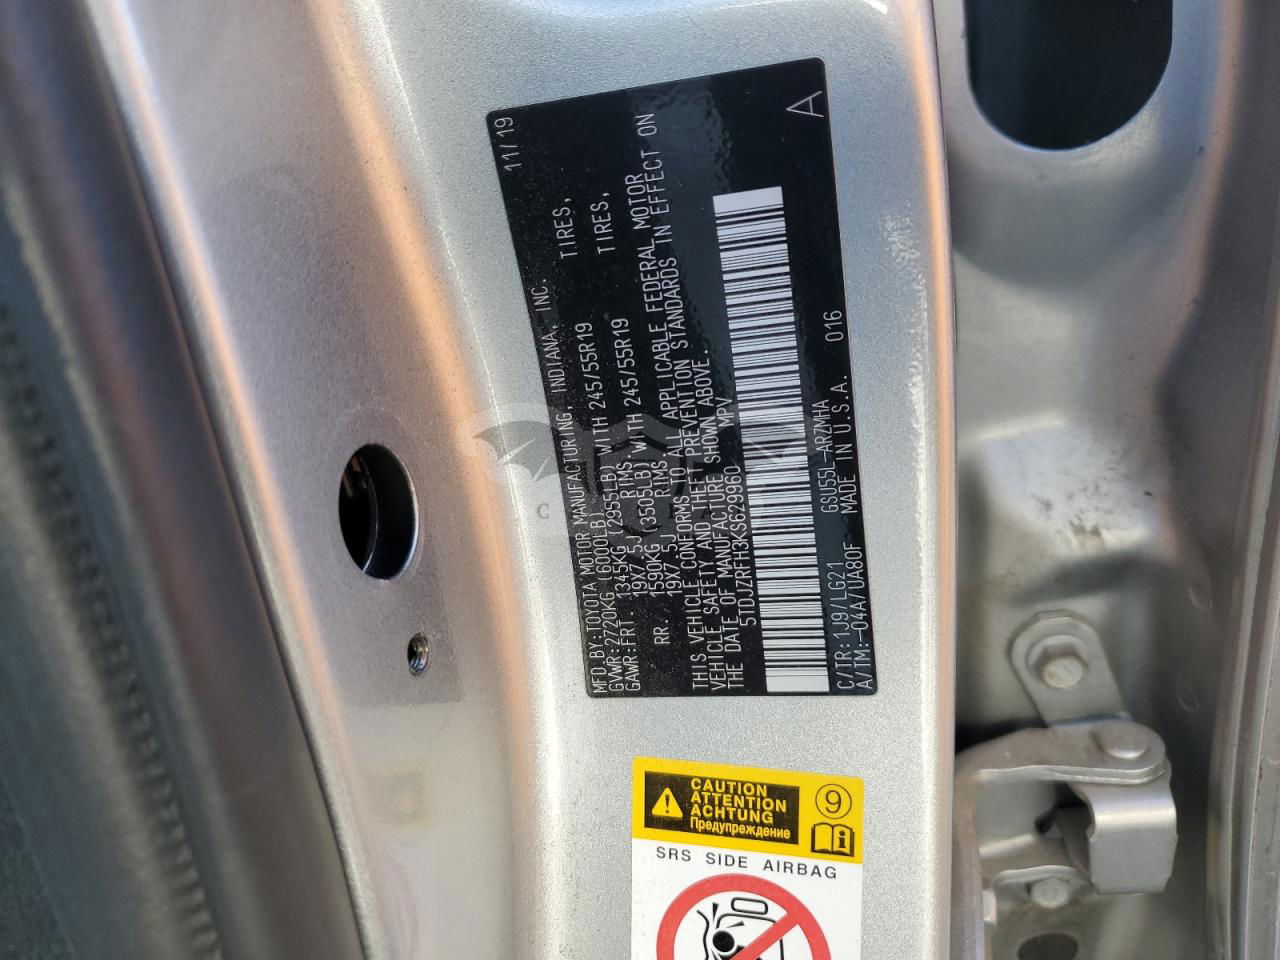 MFD.BY:TOYOTA MOTOR MANUFACTURING, INDIANA, INC. 11/19
GVWR:2720KG (6000LB)
GAWR:FRT. 1345KG (2955LB) WITH 245/55R19 TIRES,
19X7.5J RIMS,
RR. 1590KG (3505LB) WITH 245/55R19 TIRES,
19X7.5J RIMS
THIS VEHICLE CONFORMS TO ALL APPLICABLE FEDERAL MOTOR
VEHICLE SAFETY AND THEFT PREVENTION STANDARDS IN EFFECT ON
THE DATE OF MANUFACTURE SHOWN ABOVE.
5TDJZRFH3KS629960 MPV
C/TR:1J9/LG21 GSU55L-ARZMHA
A/TM:-04A/UA80F MADE IN U.S.A. 016
A
CAUTION
ATTENTION
ACHTUNG
Предупреждение
9
i
SRS SIDE AIRBAG